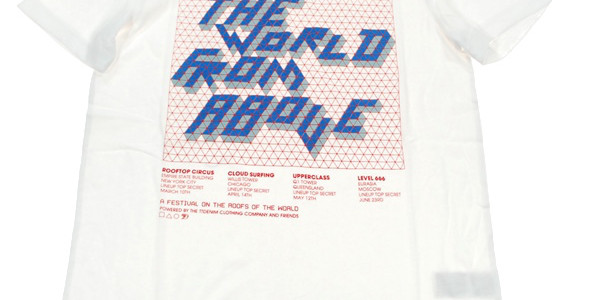 THE
WORLD
FROM
ABOVE
ROOFTOP CIRCUS
EMPIRE STATE BUILDING
NEW YORK CITY
LINEUP TOP SECRET
MARCH 10TH
CLOUD SURFING
WILLIS TOWER
CHICAGO
LINEUP TOP SECRET
APRIL 14TH
UPPERCLASS
Q1 TOWER
QUEENSLAND
LINEUP TOP SECRET
MAY 12TH
LEVEL 666
EURASIA
MOSCOW
LINEUP TOP SECRET
JUNE 23RD
A FESTIVAL ON THE ROOFS OF THE WORLD
POWERED BY THE CLOTHING COMPANY AND FRIENDS